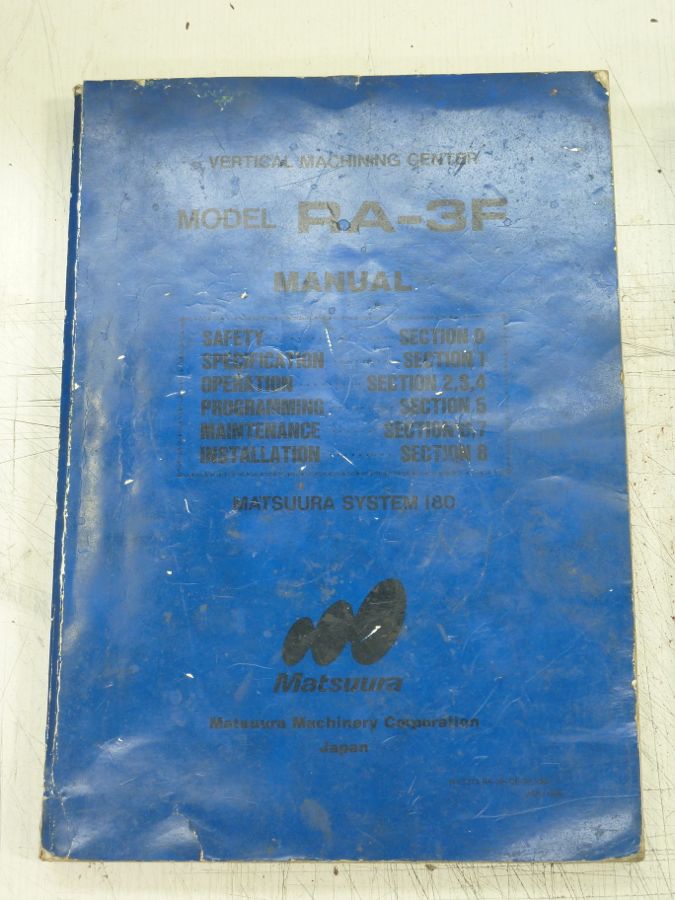 VERTICAL MACHINING CENTER
MODEL RA-3F
MANUAL
SAFETY SECTION 0
SPECIFICATION SECTION 1
OPERATION SECTION 2,3,4
PROGRAMMING SECTION 5
MAINTENANCE SECTION 6,7
INSTALLATION SECTION 8
MATSUURA SYSTEM 180
Matsuura
Matsuura Machinery Corporation
Japan